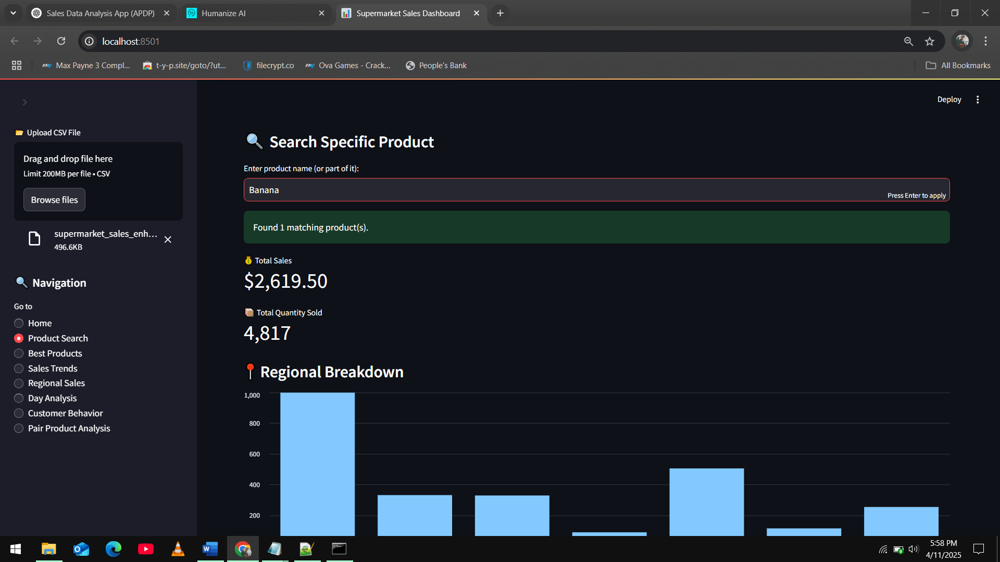 Sales Data Analysis App (APDP)
Humanize AI
Supermarket Sales Dashboard
localhost:8501
Max Payne 3 Compl...
t-y-p.site/goto/?ut...
filecrypt.co
Ova Games - Crack...
People's Bank
All Bookmarks
Deploy
Upload CSV File
Drag and drop file here
Limit 200MB per file • CSV
Browse files
supermarket_sales_enh...
496.6KB
Navigation
Go to
Home
Product Search
Best Products
Sales Trends
Regional Sales
Day Analysis
Customer Behavior
Pair Product Analysis
Search Specific Product
Enter product name (or part of it):
Banana
Press Enter to apply
Found 1 matching product(s).
Total Sales
$2,619.50
Total Quantity Sold
4,817
Regional Breakdown
1,000
800
600
400
200
5:58 PM
4/11/2025